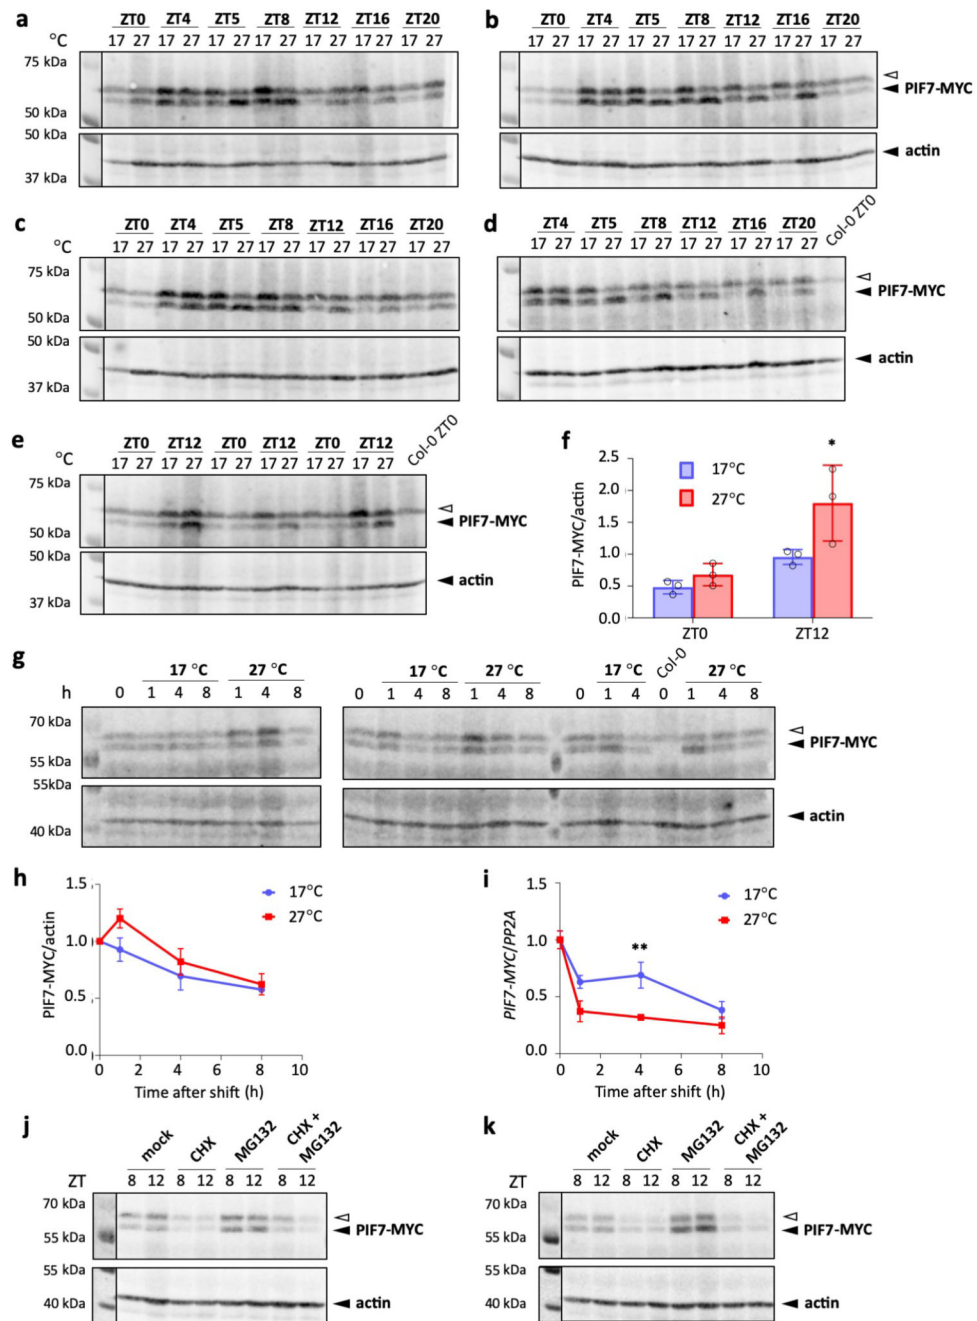 a
ZT0 ZT4 ZT5 ZT8 ZT12 ZT16 ZT20
°C 17 27 17 27 17 27 17 27 17 27 17 27 17 27
75 kDa
50 kDa
50 kDa
37 kDa
b
ZT0 ZT4 ZT5 ZT8 ZT12 ZT16 ZT20
17 27 17 27 17 27 17 27 17 27 17 27 17 27
PIF7-MYC
actin
c
ZT0 ZT4 ZT5 ZT8 ZT12 ZT16 ZT20
°C 17 27 17 27 17 27 17 27 17 27 17 27 17 27
75 kDa
50 kDa
50 kDa
37 kDa
d
ZT4 ZT5 ZT8 ZT12 ZT16 ZT20 Col-0 ZT0
17 27 17 27 17 27 17 27 17 27 17 27
PIF7-MYC
actin
e
ZT0 ZT12 ZT0 ZT12 ZT0 ZT12 Col-0 ZT0
°C 17 27 17 27 17 27 17 27 17 27 17 27
75 kDa
50 kDa
50 kDa
37 kDa
PIF7-MYC
actin
f
PIF7-MYC/actin
2.5
2.0
1.5
1.0
0.5
0.0
17°C
27°C
*
ZT0 ZT12
g
17 °C 27 °C 17 °C 27 °C 17 °C Col-0 27 °C
h 0 1 4 8 1 4 8 0 1 4 8 1 4 8 0 1 4 0 1 4 8
70 kDa
55 kDa
55kDa
40 kDa
PIF7-MYC
actin
h
PIF7-MYC/actin
1.5
1.0
0.5
0.0
17°C
27°C
0 2 4 6 8 10
Time after shift (h)
i
PIF7-MYC/PP2A
1.5
1.0
0.5
0.0
17°C
27°C
**
0 2 4 6 8 10
Time after shift (h)
j
mock CHX MG132 CHX + MG132
ZT 8 12 8 12 8 12 8 12
70 kDa
55 kDa
55 kDa
40 kDa
PIF7-MYC
actin
k
mock CHX MG132 CHX + MG132
ZT 8 12 8 12 8 12 8 12
70 kDa
55 kDa
55 kDa
40 kDa
PIF7-MYC
actin